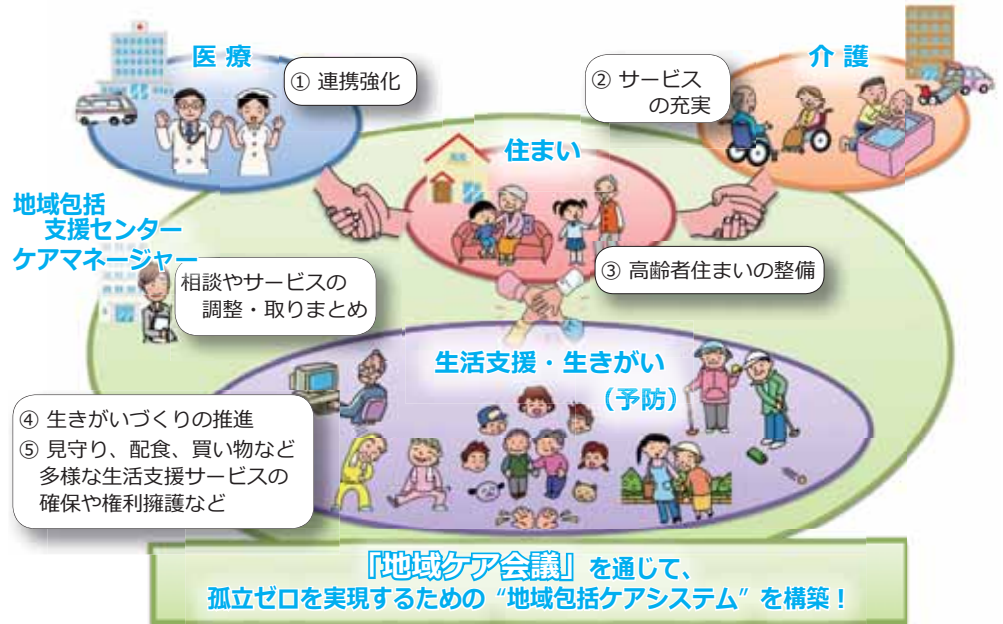 医 療
① 連携強化
介 護
② サービス
の充実
住まい
地域包括
支援センター
ケアマネージャー
相談やサービスの
調整・取りまとめ
③ 高齢者住まいの整備
生活支援・生きがい
（予防）
④ 生きがいづくりの推進
⑤ 見守り、配食、買い物など
多様な生活支援サービスの
確保や権利擁護など
『地域ケア会議』を通じて、
孤立ゼロを実現するための“地域包括ケアシステム”を構築！